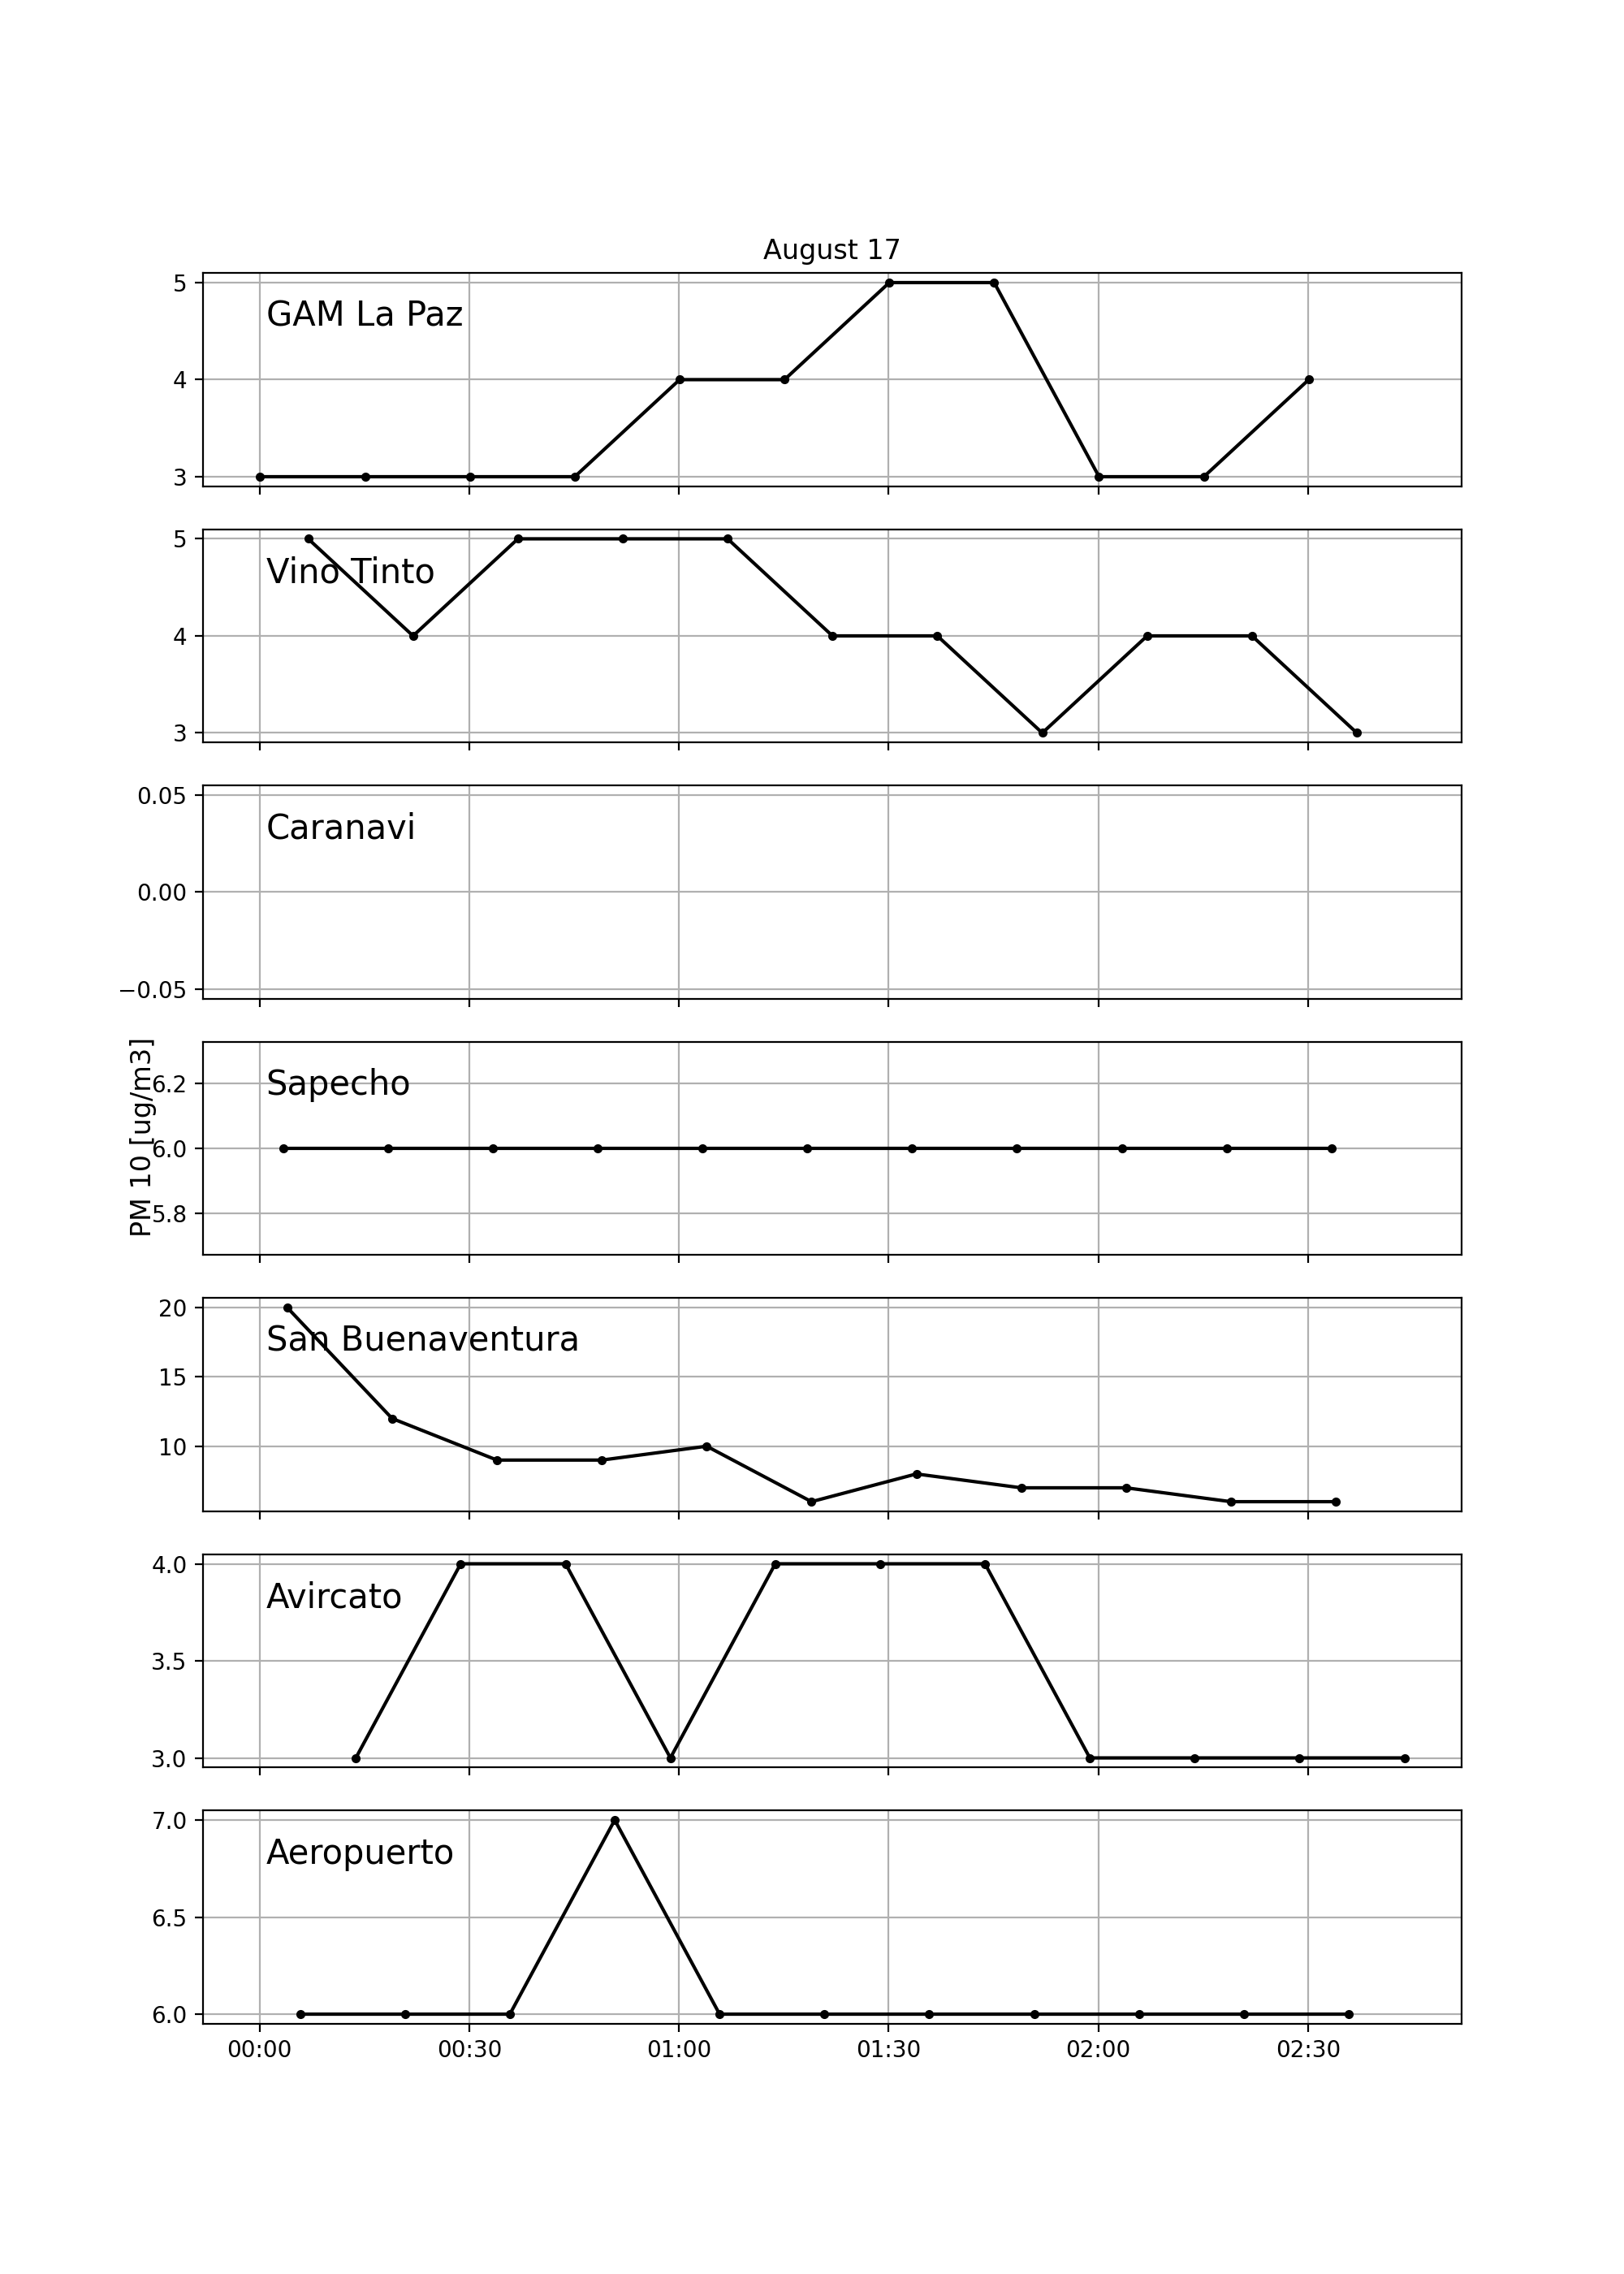 August 17
5
GAM La Paz
4
3
5
Vino Tinto
4
3
0.05
Caranavi
0.00
−0.05
PM 10 [ug/m3]
6.2
Sapecho
6.0
5.8
20
San Buenaventura
15
10
4.0
Avircato
3.5
3.0
7.0
Aeropuerto
6.5
6.0
00:00 00:30 01:00 01:30 02:00 02:30